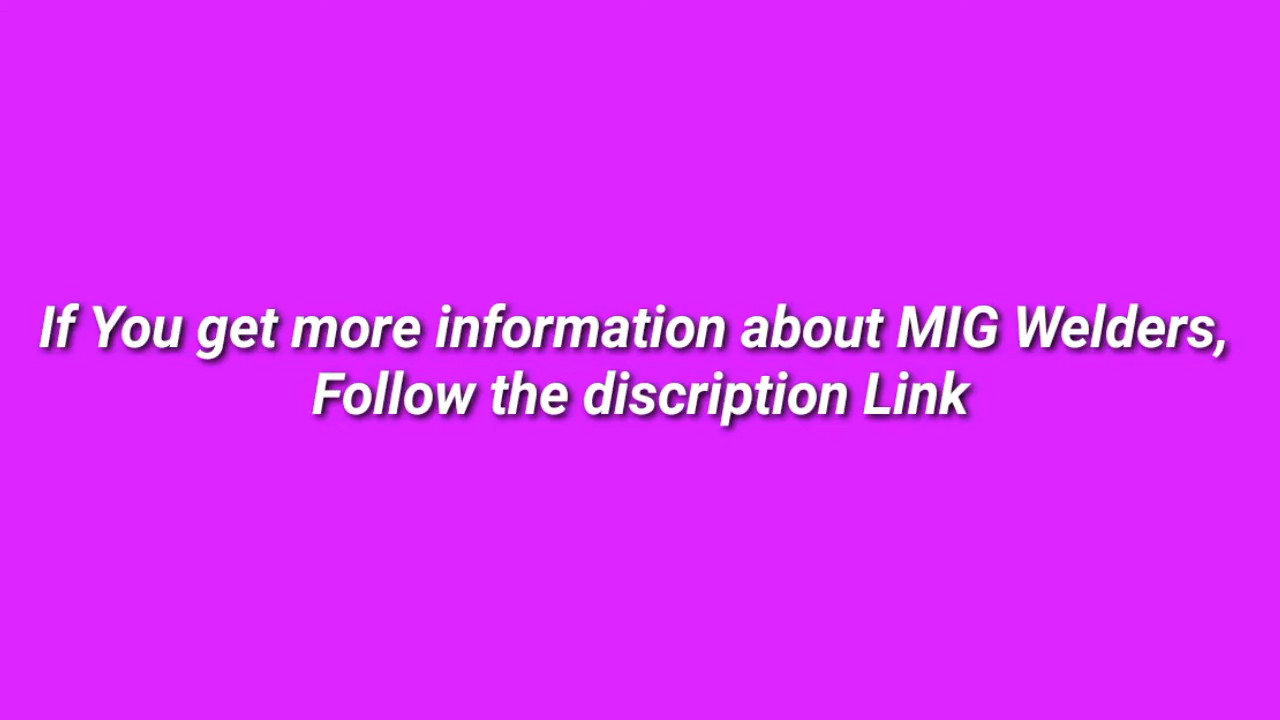 If You get more information about MIG Welders,
Follow the discription Link